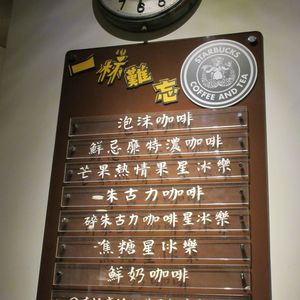 一梯難忘
STARBUCKS
COFFEE AND TEA
泡沫咖啡
鮮忌廉特濃咖啡
芒果熱情果星冰樂
朱古力咖啡
碎朱古力咖啡星冰樂
焦糖星冰樂
鮮奶咖啡